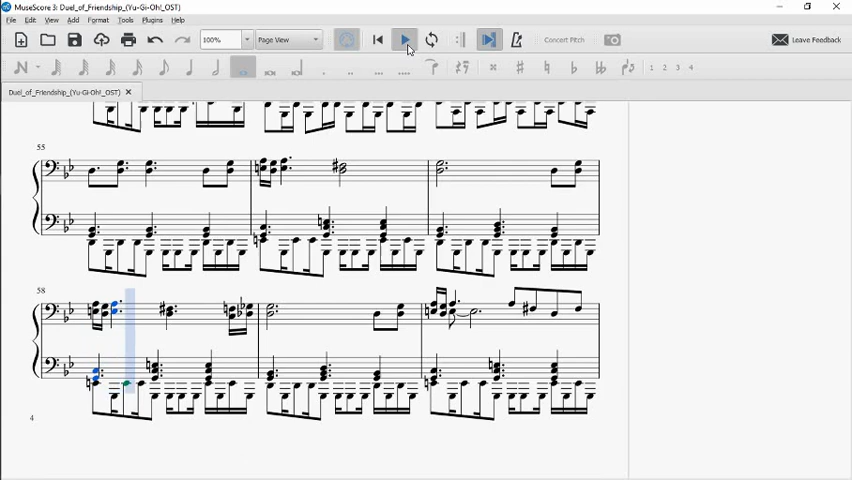 MuseScore 3: Duel_of_Friendship_(Yu-Gi-Oh!_OST)
File Edit View Add Format Tools Plugins Help
100% Page View Concert Pitch Leave Feedback
1 2 3 4
Duel_of_Friendship_(Yu-Gi-Oh!_OST)
55
58
4